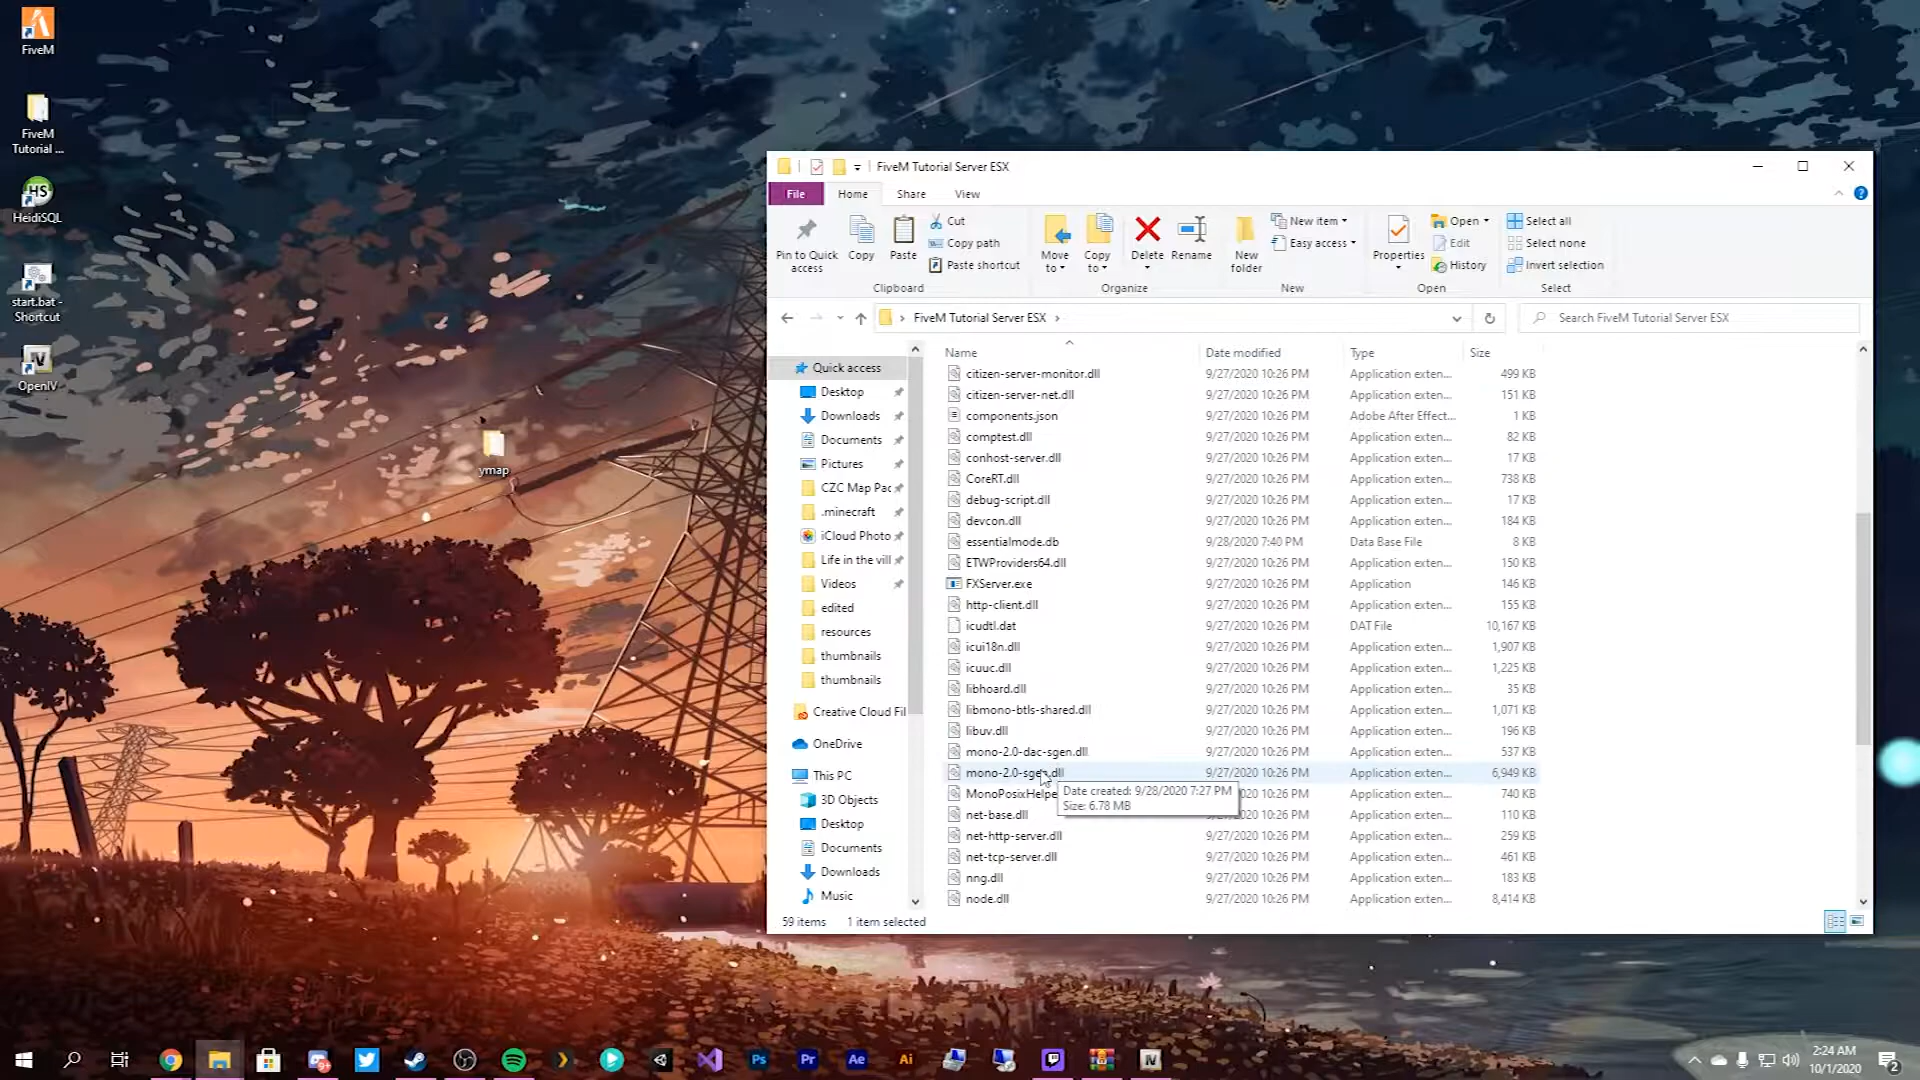 FiveM
FiveM
Tutorial ...
HS
HeidiSQL
start.bat -
Shortcut
OpenIV
ymap
FiveM Tutorial Server ESX
File
Home
Share
View
Pin to Quick
access
Copy
Paste
Cut
Copy path
Paste shortcut
Clipboard
Move
to
Copy
to
Delete
Rename
Organize
New
folder
New item
Easy access
New
Properties
Open
Edit
History
Open
Select all
Select none
Invert selection
Select
FiveM Tutorial Server ESX
Search FiveM Tutorial Server ESX
Quick access
Desktop
Downloads
Documents
Pictures
CZC Map Pac
.minecraft
iCloud Photo
Life in the vill
Videos
edited
resources
thumbnails
thumbnails
Creative Cloud Fil
OneDrive
This PC
3D Objects
Desktop
Documents
Downloads
Music
Name Date modified Type Size
citizen-server-monitor.dll 9/27/2020 10:26 PM Application exten... 499 KB
citizen-server-net.dll 9/27/2020 10:26 PM Application exten... 151 KB
components.json 9/27/2020 10:26 PM Adobe After Effect... 1 KB
comptest.dll 9/27/2020 10:26 PM Application exten... 82 KB
conhost-server.dll 9/27/2020 10:26 PM Application exten... 17 KB
CoreRT.dll 9/27/2020 10:26 PM Application exten... 738 KB
debug-script.dll 9/27/2020 10:26 PM Application exten... 17 KB
devcon.dll 9/27/2020 10:26 PM Application exten... 184 KB
essentialmode.db 9/28/2020 7:40 PM Data Base File 8 KB
ETWProviders64.dll 9/27/2020 10:26 PM Application exten... 150 KB
FXServer.exe 9/27/2020 10:26 PM Application 146 KB
http-client.dll 9/27/2020 10:26 PM Application exten... 155 KB
icudtl.dat 9/27/2020 10:26 PM DAT File 10,167 KB
icui18n.dll 9/27/2020 10:26 PM Application exten... 1,907 KB
icuuc.dll 9/27/2020 10:26 PM Application exten... 1,225 KB
libhoard.dll 9/27/2020 10:26 PM Application exten... 35 KB
libmono-btls-shared.dll 9/27/2020 10:26 PM Application exten... 1,071 KB
libuv.dll 9/27/2020 10:26 PM Application exten... 196 KB
mono-2.0-dac-sgen.dll 9/27/2020 10:26 PM Application exten... 537 KB
mono-2.0-sgen.dll 9/27/2020 10:26 PM Application exten... 6,949 KB
MonoPosixHelpe 10:26 PM Application exten... 740 KB
Date created: 9/28/2020 7:27 PM
Size: 6.78 MB
net-base.dll 9/27/2020 10:26 PM Application exten... 110 KB
net-http-server.dll 9/27/2020 10:26 PM Application exten... 259 KB
net-tcp-server.dll 9/27/2020 10:26 PM Application exten... 461 KB
nng.dll 9/27/2020 10:26 PM Application exten... 183 KB
node.dll 9/27/2020 10:26 PM Application exten... 8,414 KB
59 items 1 item selected
Ps
Pr
Ae
Ai
2:24 AM
10/1/2020
2